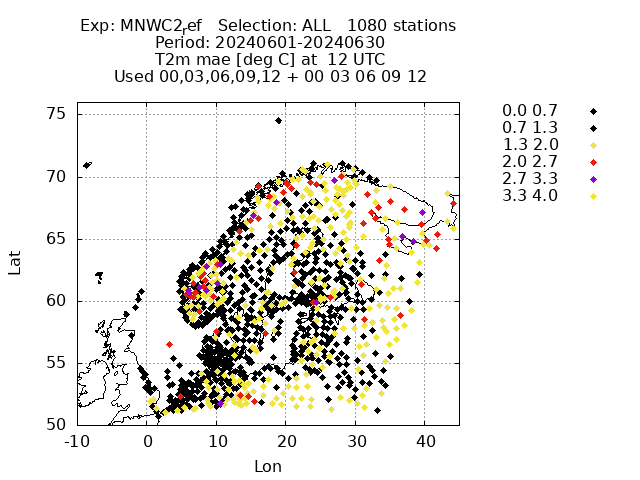 Exp: MNWC2ref   Selection: ALL   1080 stations
Period: 20240601-20240630
T2m mae [deg C] at  12 UTC
Used 00,03,06,09,12 + 00 03 06 09 12
0.0 0.7
0.7 1.3
1.3 2.0
2.0 2.7
2.7 3.3
3.3 4.0
75
70
65
60
55
50
Lat
-10 0 10 20 30 40
Lon